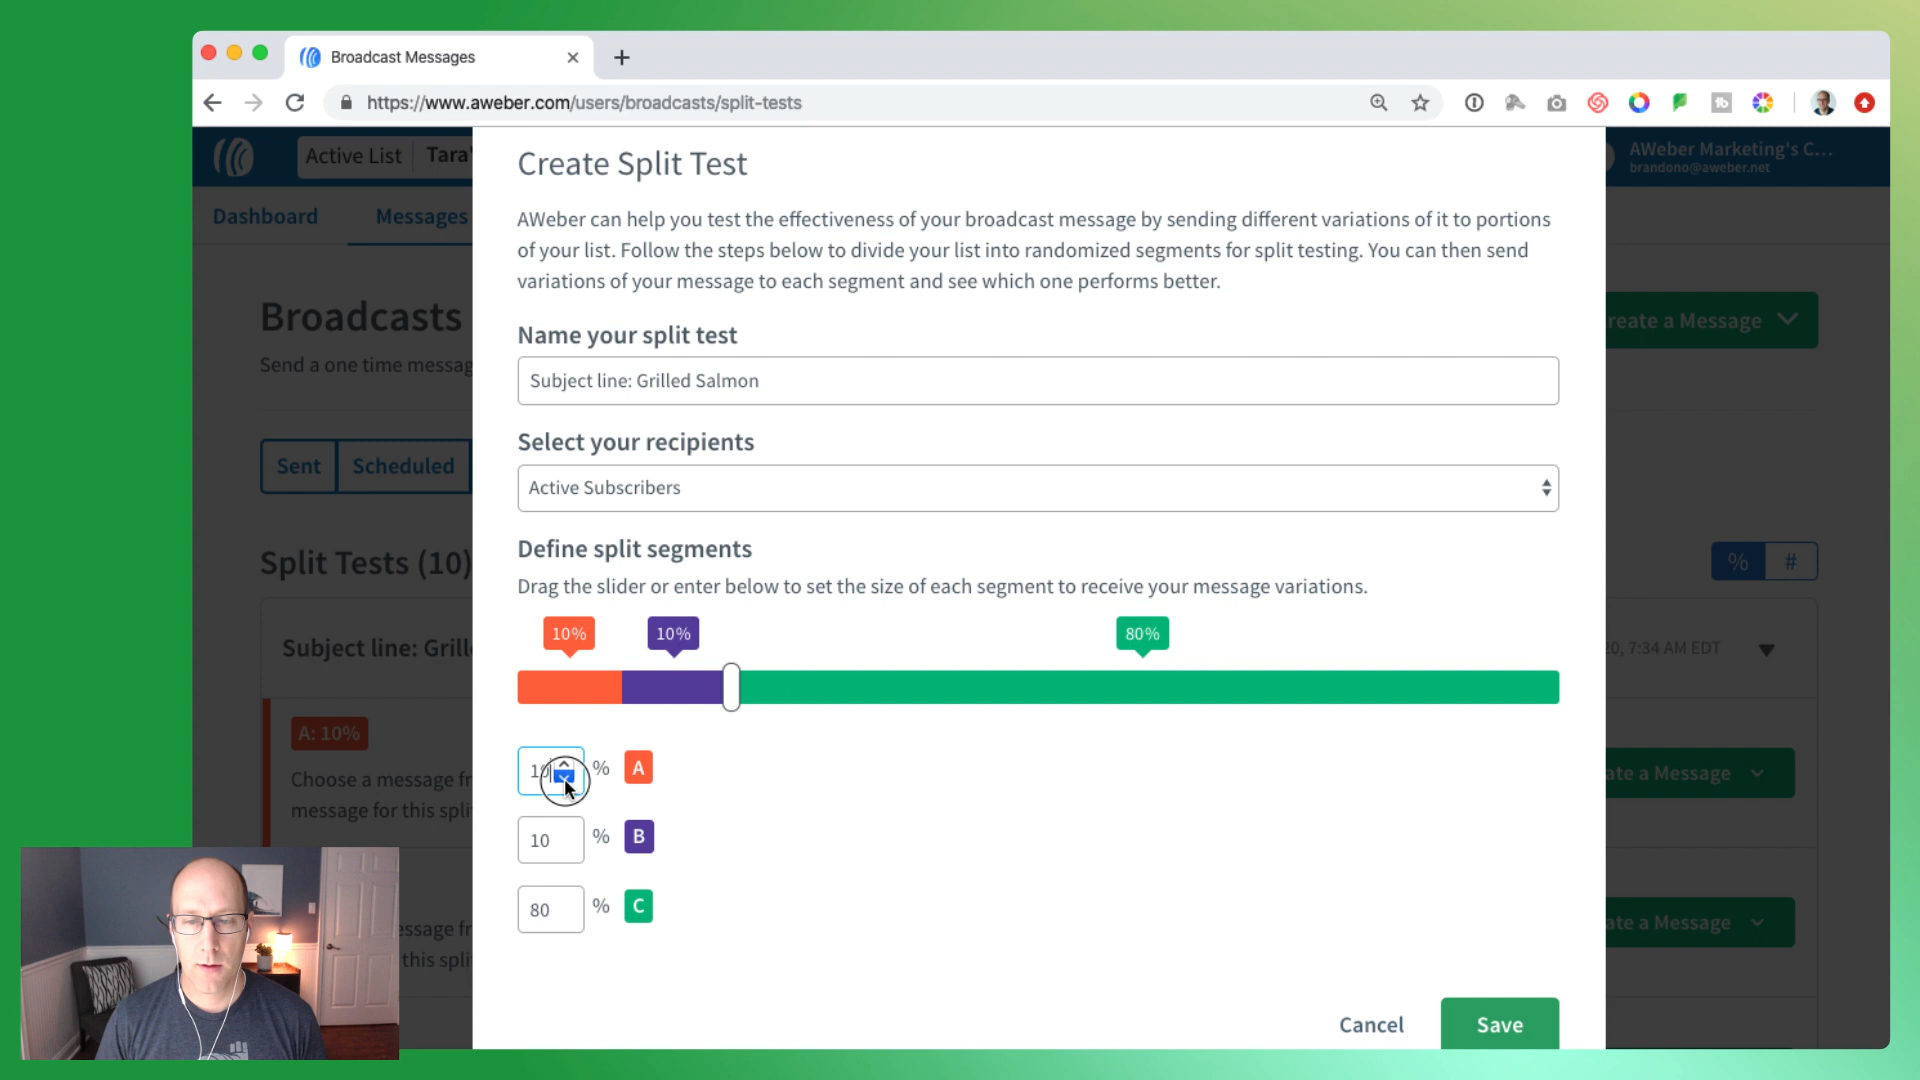 Broadcast Messages
https://www.aweber.com/users/broadcasts/split-tests
Active List
Tara'
AWeber Marketing's C...
brandono@aweber.net
Dashboard
Messages
Create Split Test
AWeber can help you test the effectiveness of your broadcast message by sending different variations of it to portions
of your list. Follow the steps below to divide your list into randomized segments for split testing. You can then send
variations of your message to each segment and see which one performs better.
Broadcasts
Send a one time messag
reate a Message
Name your split test
Subject line: Grilled Salmon
Select your recipients
Active Subscribers
Sent
Scheduled
Define split segments
Drag the slider or enter below to set the size of each segment to receive your message variations.
Split Tests (10)
% #
10% 10% 80%
Subject line: Grill
20, 7:34 AM EDT
A: 10%
Choose a message fr
message for this spli
ate a Message
10 % A
10 % B
80 % C
essage fr
this spli
ate a Message
Cancel
Save